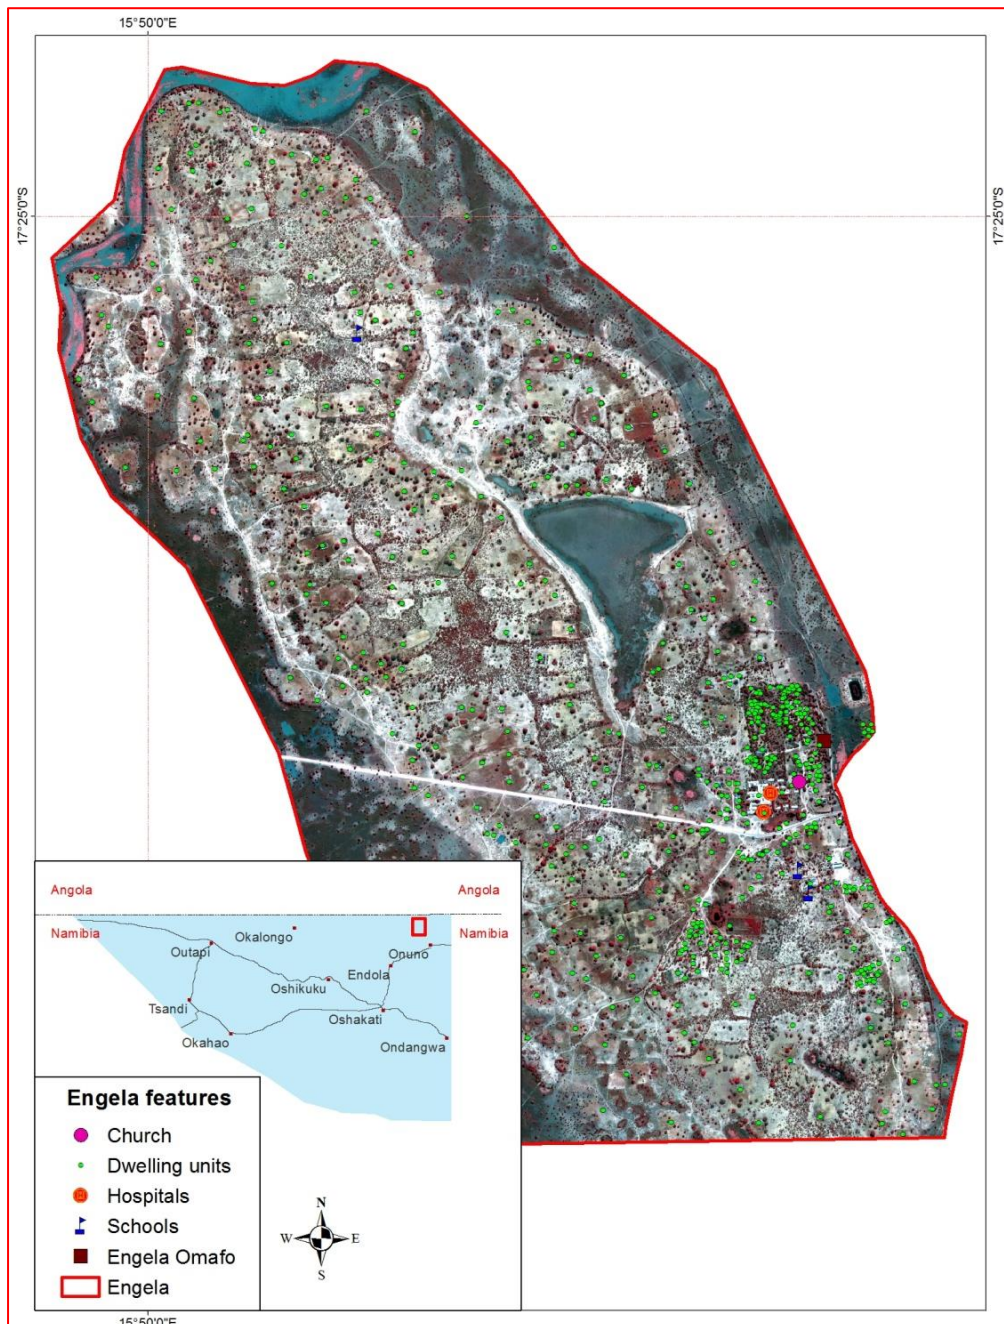 15°50'0"E
17°25'0"S
17°25'0"S
Angola
Angola
Namibia
Namibia
Okalongo
Outapi
Onuno
Endola
Oshikuku
Tsandi
Oshakati
Okahao
Ondangwa
Engela features
Church
Dwelling units
Hospitals
Schools
Engela Omafo
Engela
N
W
E
S
15°50'0"E